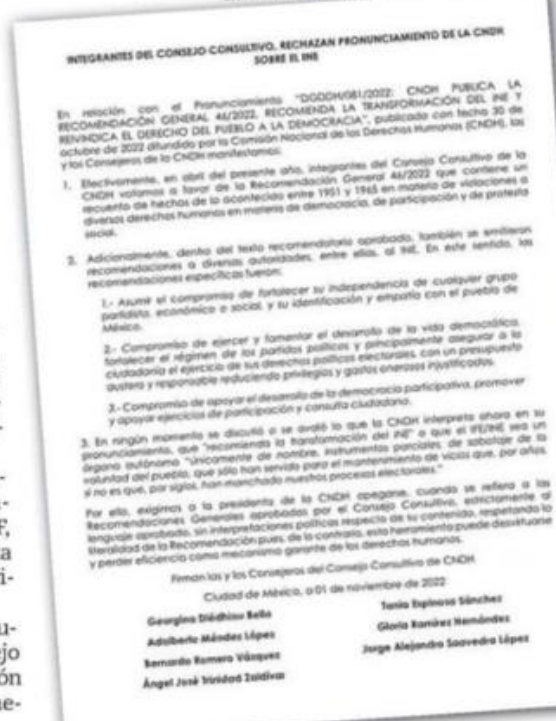 INTEGRANTES DEL CONSEJO CONSULTIVO, RECHAZAN PRONUNCIAMIENTO DE LA CNDH
SOBRE EL INE
En relación con el Pronunciamiento "DGDDH/081/2022: CNDH PUBLICA LA
RECOMENDACIÓN GENERAL 46/2022, RECOMIENDA LA TRANSFORMACIÓN DEL INE Y
REIVINDICA EL DERECHO DEL PUEBLO A LA DEMOCRACIA", publicada con fecha 30 de
octubre de 2022 difundido por la Comisión Nacional de los Derechos Humanos (CNDH), las
y los Consejeros de la CNDH manifestamos:
1. Efectivamente, en abril del presente año, integrantes del Consejo Consultivo de la
CNDH votamos a favor de la Recomendación General 46/2022 que contiene un
recuento de hechos de lo acontecido entre 1951 y 1965 en materia de violaciones a
diversos derechos humanos en materia de democracia, de participación y de protesta
social.
2. Adicionalmente, dentro del texto recomendatorio aprobado, también se emitieron
recomendaciones a diversas autoridades, entre ellas, al INE. En este sentido, las
recomendaciones específicas fueron:
1.- Asumir el compromiso de fortalecer su independencia de cualquier grupo
partidista, económico o social, y su identificación y empatía con el pueblo de
México.
2.- Compromiso de ejercer y fomentar el desarrollo de la vida democrática,
fortalecer el régimen de los partidos políticos y principalmente asegurar a la
ciudadanía el ejercicio de sus derechos políticos electorales, con un presupuesto
austero y responsable reduciendo privilegios y gastos onerosos injustificados.
3.- Compromiso de apoyar el desarrollo de la democracia participativa, promover
y apoyar ejercicios de participación y consulta ciudadana.
3. En ningún momento se discutió o se avaló lo que la CNDH interpreta ahora en su
pronunciamiento, que "recomienda la transformación del INE" o que el IFE/INE sea un
órgano autónomo "únicamente de nombre, instrumentos parciales, de sabotaje de la
voluntad del pueblo, que sólo han servido para el mantenimiento de vicios que, por años,
si no es que, por siglos, han manchado nuestros procesos electorales."
Por ello, exigimos a la presidenta de la CNDH apegarse, cuando se refiera a las
Recomendaciones Generales aprobadas por el Consejo Consultivo, estrictamente al
lenguaje aprobado, sin interpretaciones políticas respecto de su contenido, respetando la
literalidad de la Recomendación pues, de lo contrario, esta herramienta puede desvirtuarse
y perder eficiencia como mecanismo garante de los derechos humanos.
Firman las y los Consejeros del Consejo Consultivo de CNDH
Ciudad de México, a 01 de noviembre de 2022
Georgina Diédhiou Bello
Tania Espinosa Sánchez
Adalberto Méndez López
Gloria Ramírez Hernández
Bernardo Romero Vázquez
Jorge Alejandro Saavedra López
Ángel José Trinidad Zaldívar
F,
a
i-
u-
ejo
ón
ue-